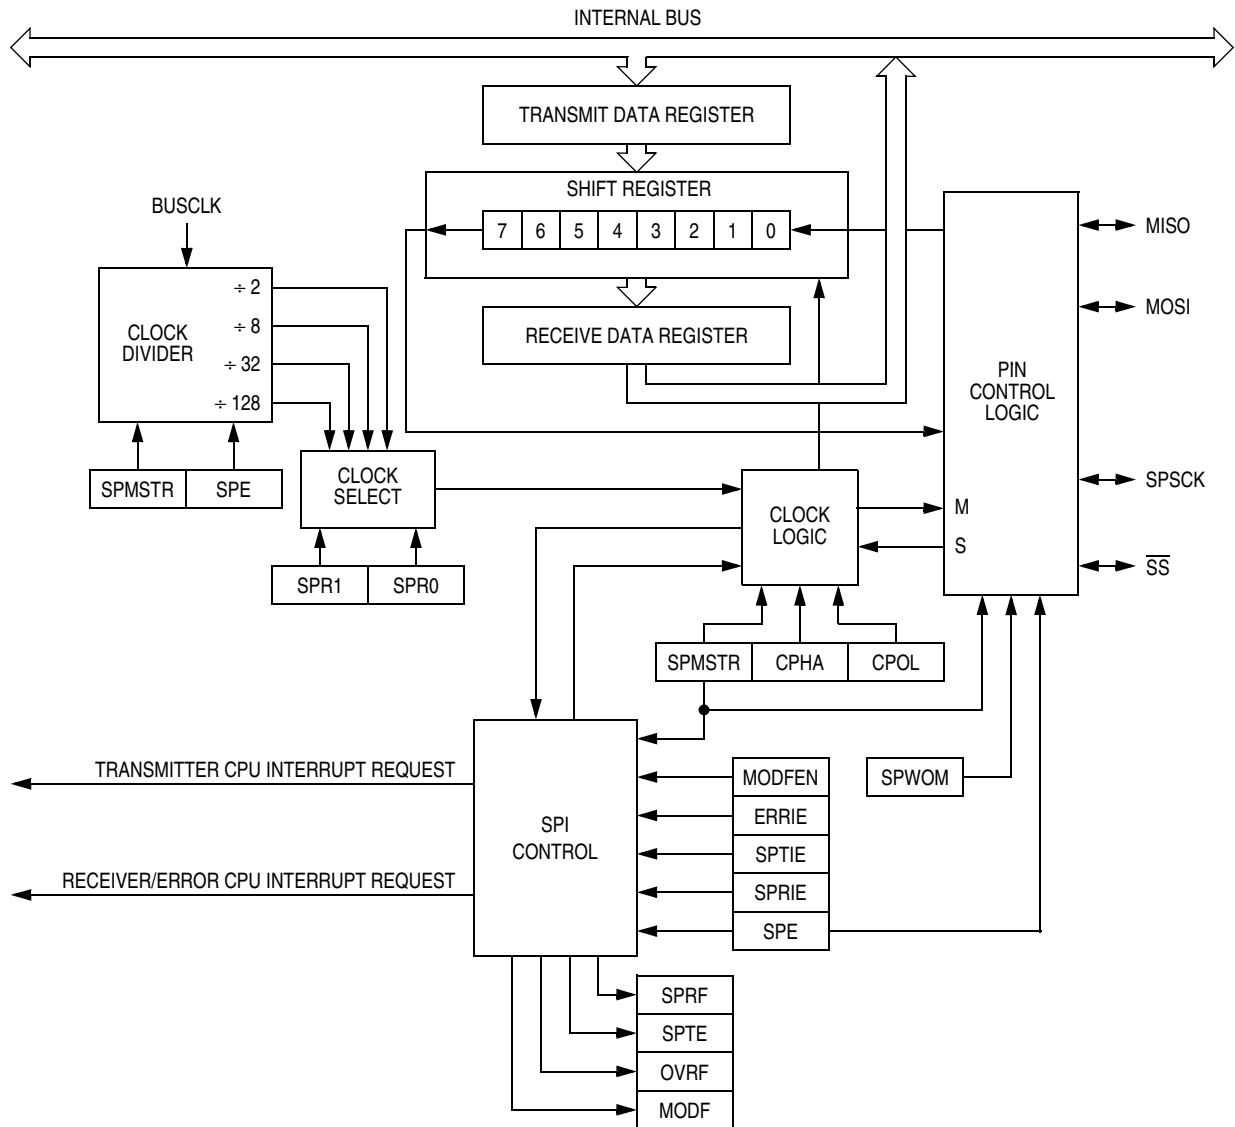 INTERNAL BUS
TRANSMIT DATA REGISTER
SHIFT REGISTER
7 6 5 4 3 2 1 0
RECEIVE DATA REGISTER
BUSCLK
CLOCK
DIVIDER
÷ 2
÷ 8
÷ 32
÷ 128
SPMSTR SPE
CLOCK
SELECT
SPR1 SPR0
CLOCK
LOGIC
PIN
CONTROL
LOGIC
M
S
MISO
MOSI
SPSCK
SS
SPMSTR CPHA CPOL
TRANSMITTER CPU INTERRUPT REQUEST
RECEIVER/ERROR CPU INTERRUPT REQUEST
SPI
CONTROL
MODFEN
ERRIE
SPTIE
SPRIE
SPE
SPWOM
SPRF
SPTE
OVRF
MODF